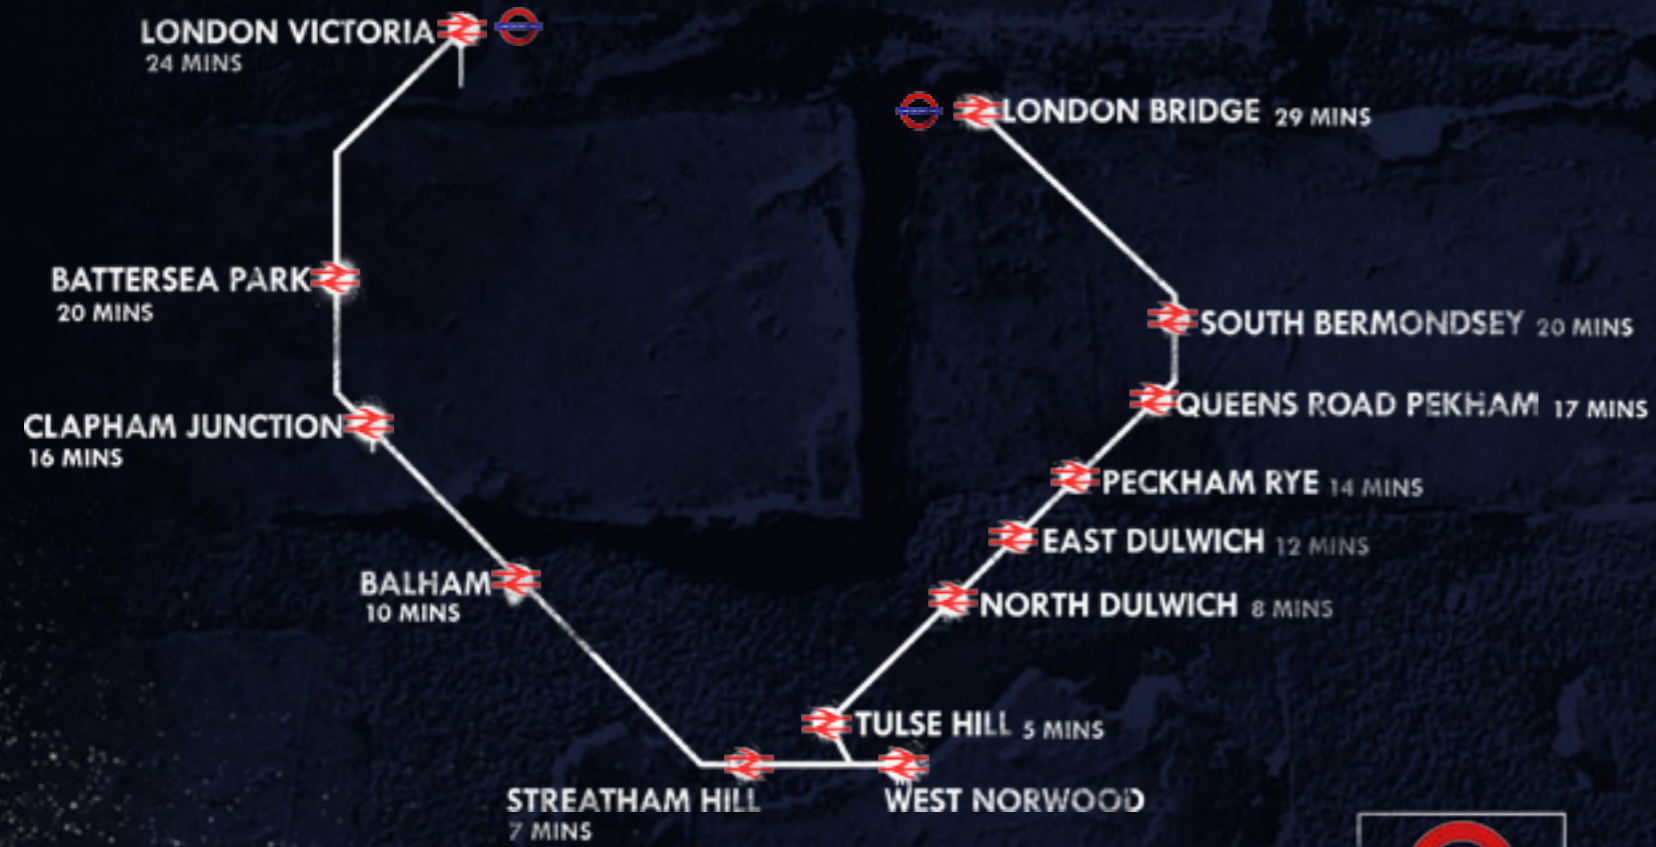 LONDON VICTORIA
24 MINS
LONDON BRIDGE 29 MINS
BATTERSEA PARK
20 MINS
SOUTH BERMONDSEY 20 MINS
QUEENS ROAD PEKHAM 17 MINS
CLAPHAM JUNCTION
16 MINS
PECKHAM RYE 14 MINS
EAST DULWICH 12 MINS
BALHAM
10 MINS
NORTH DULWICH 8 MINS
TULSE HILL 5 MINS
STREATHAM HILL
7 MINS
WEST NORWOOD